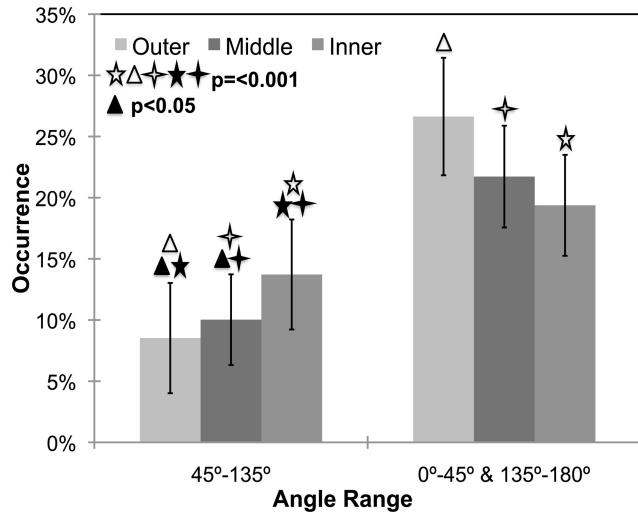 35%
Outer Middle Inner
30%
p=<0.001
p<0.05
25%
20%
15%
10%
5%
0%
Occurrence
45º-135º
0º-45º & 135º-180º
Angle Range